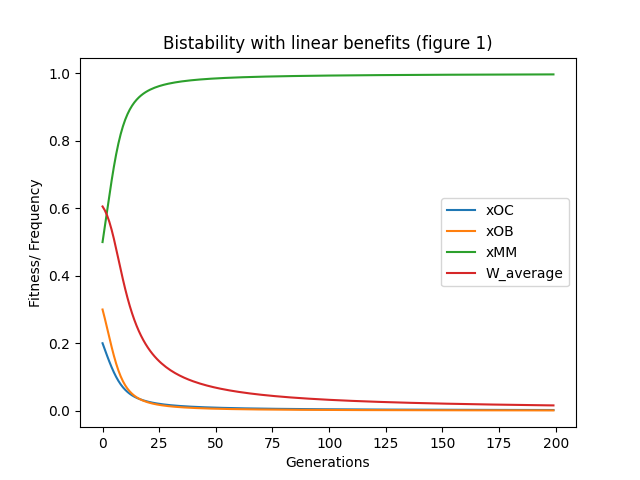 Bistability with linear benefits (figure 1)
Fitness/ Frequency
1.0
0.8
0.6
0.4
0.2
0.0
xOC
xOB
xMM
W_average
0 25 50 75 100 125 150 175 200
Generations